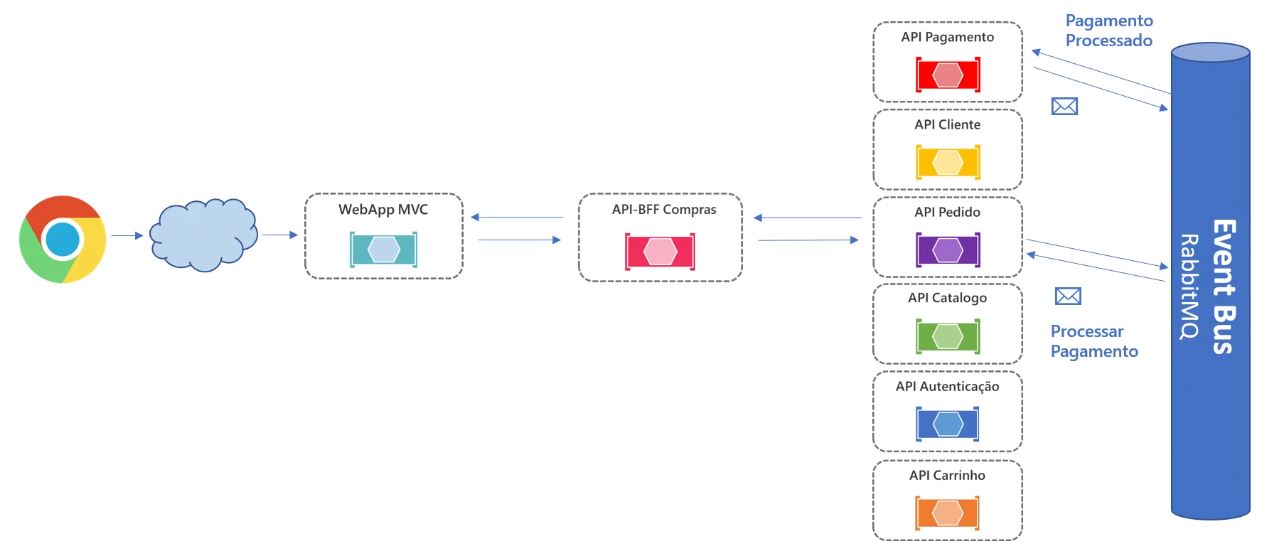 Pagamento
Processado
API Pagamento
API Cliente
WebApp MVC
API-BFF Compras
API Pedido
Event Bus
RabbitMQ
API Catalogo
Processar
Pagamento
API Autenticação
API Carrinho